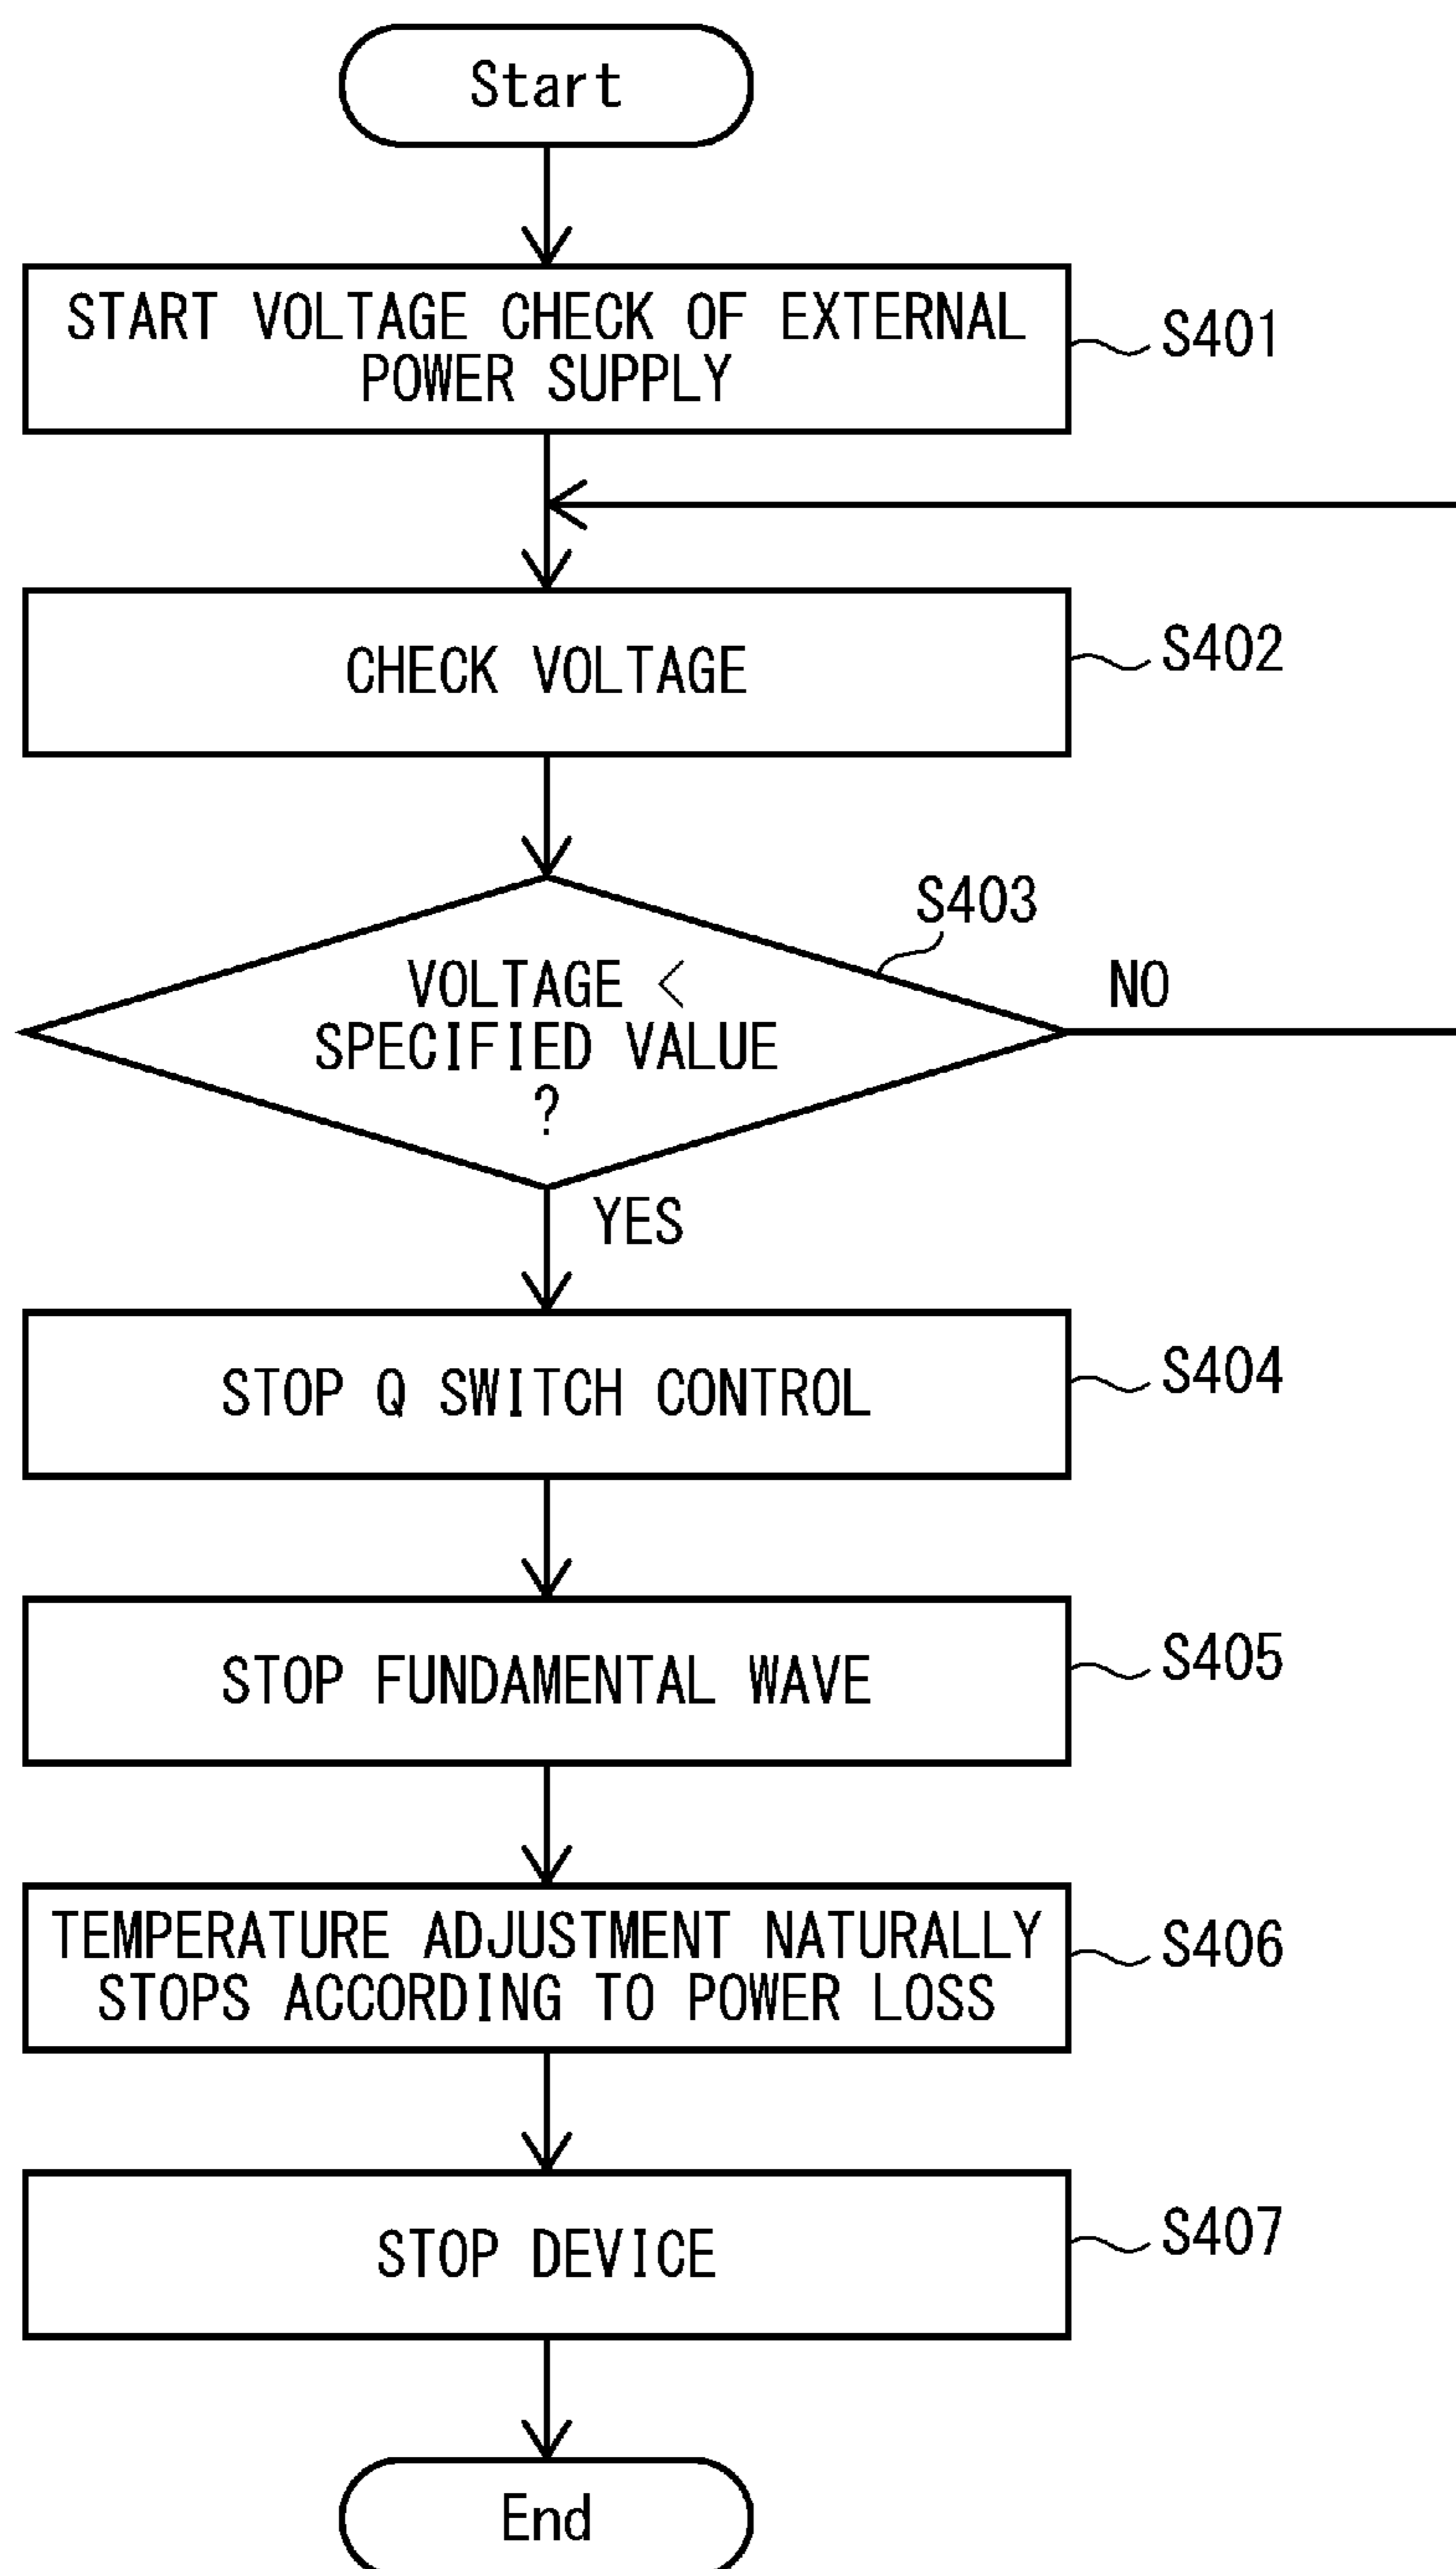 Start
START VOLTAGE CHECK OF EXTERNAL
POWER SUPPLY
S401
CHECK VOLTAGE
S402
S403
VOLTAGE <
SPECIFIED VALUE
?
NO
YES
STOP Q SWITCH CONTROL
S404
STOP FUNDAMENTAL WAVE
S405
TEMPERATURE ADJUSTMENT NATURALLY
STOPS ACCORDING TO POWER LOSS
S406
STOP DEVICE
S407
End